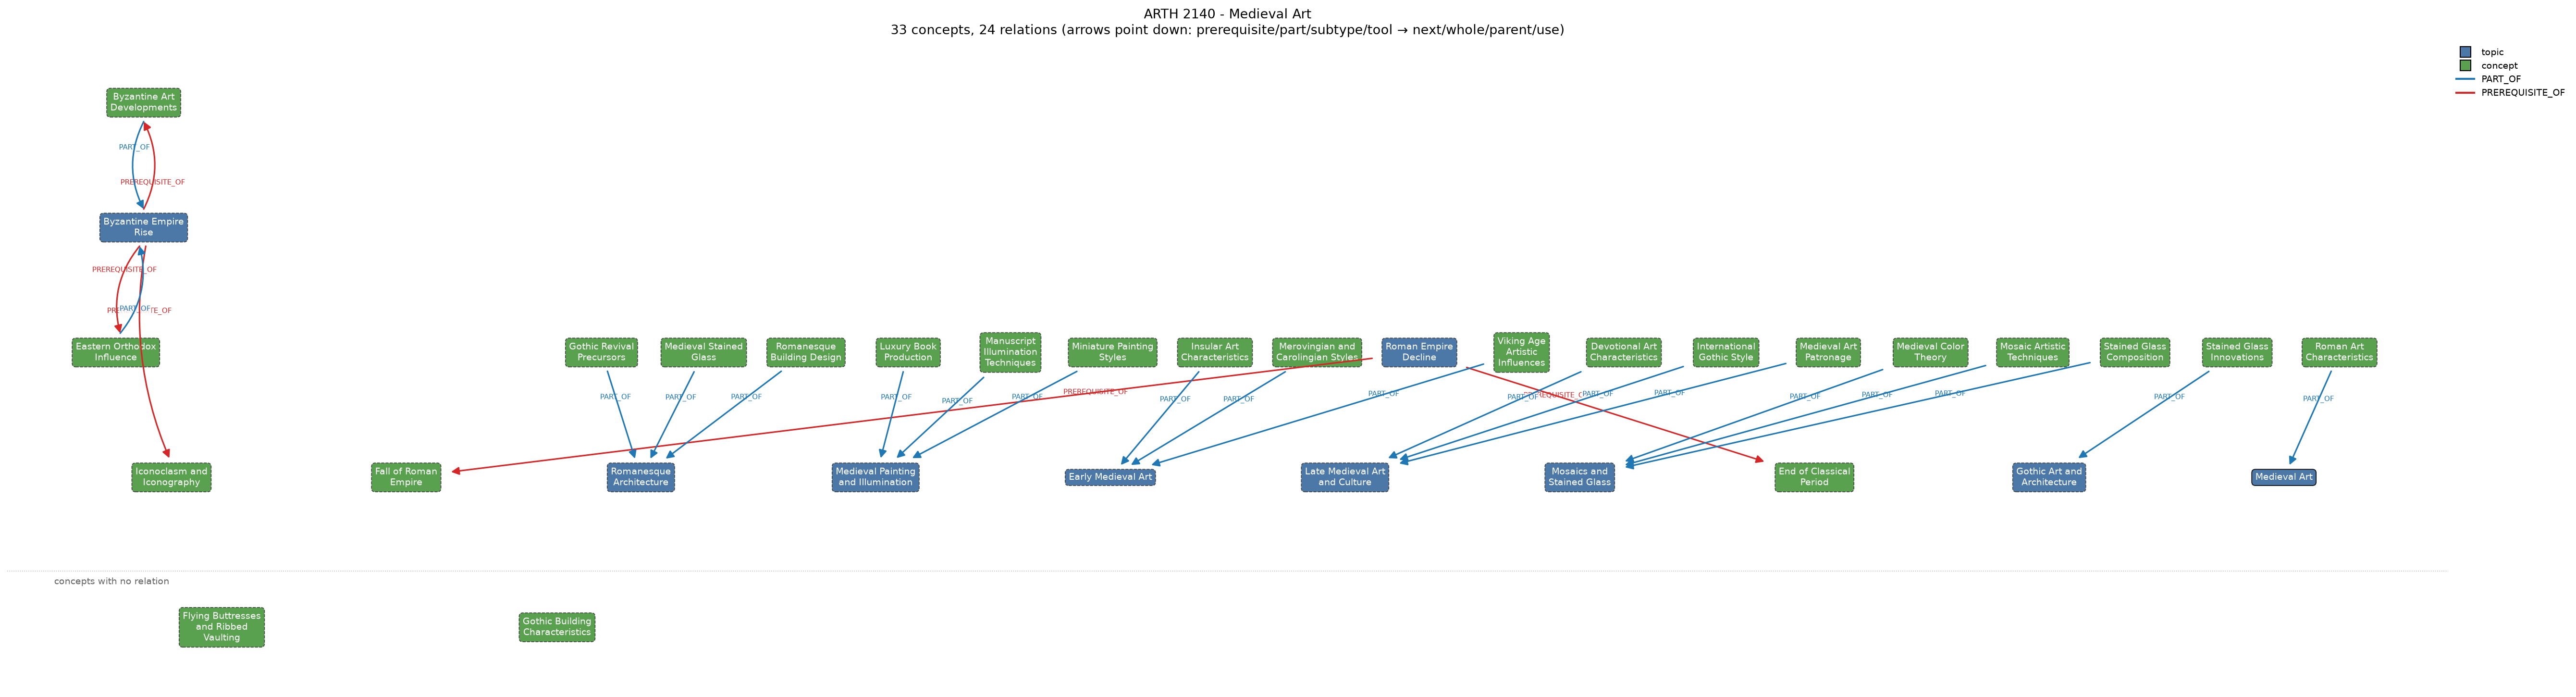 ARTH 2140 - Medieval Art
33 concepts, 24 relations (arrows point down: prerequisite/part/subtype/tool → next/whole/parent/use)
topic
concept
PART_OF
PREREQUISITE_OF
Byzantine Art
Developments
PART_OF
PREREQUISITE_OF
Byzantine Empire
Rise
PREREQUISITE_OF
PREREQUISITE_OF
PART_OF
Eastern Orthodox
Influence
Gothic Revival
Precursors
Medieval Stained
Glass
Romanesque
Building Design
Luxury Book
Production
Manuscript
Illumination
Techniques
Miniature Painting
Styles
Insular Art
Characteristics
Merovingian and
Carolingian Styles
Roman Empire
Decline
Viking Age
Artistic
Influences
Devotional Art
Characteristics
International
Gothic Style
Medieval Art
Patronage
Medieval Color
Theory
Mosaic Artistic
Techniques
Stained Glass
Composition
Stained Glass
Innovations
Roman Art
Characteristics
PART_OF
PART_OF
PART_OF
PART_OF
PART_OF
PART_OF
PREREQUISITE_OF
PART_OF
PART_OF
PART_OF
PART_OF
PREREQUISITE_OF
PART_OF
PART_OF
PART_OF
PART_OF
PART_OF
PART_OF
PART_OF
Iconoclasm and
Iconography
Fall of Roman
Empire
Romanesque
Architecture
Medieval Painting
and Illumination
Early Medieval Art
Late Medieval Art
and Culture
Mosaics and
Stained Glass
End of Classical
Period
Gothic Art and
Architecture
Medieval Art
concepts with no relation
Flying Buttresses
and Ribbed
Vaulting
Gothic Building
Characteristics